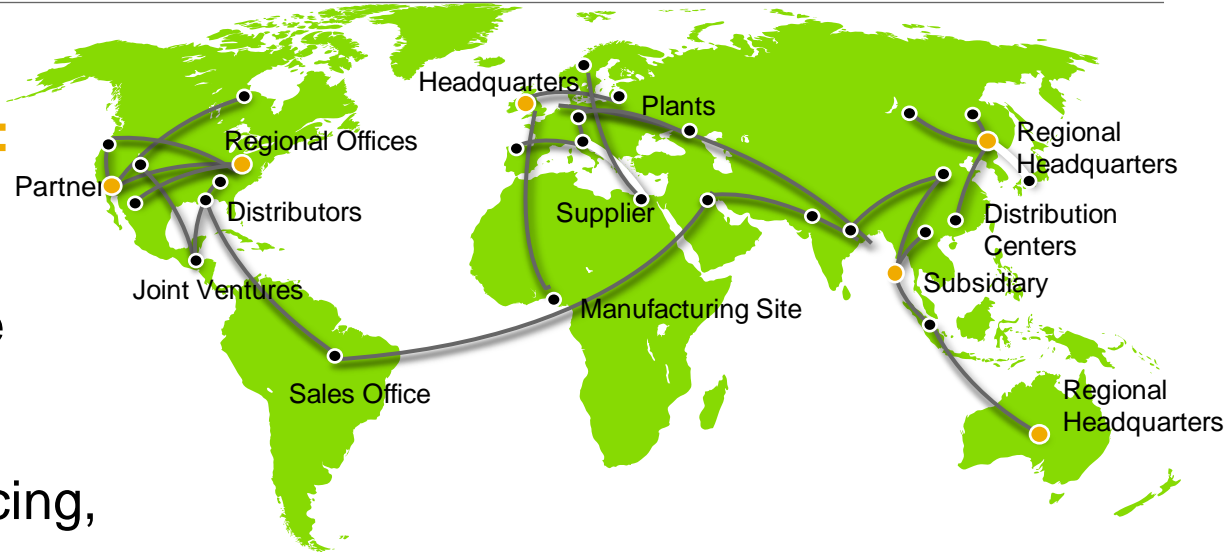 Headquarters
Plants
Regional Offices
Regional
Headquarters
Partner
Distributors
Supplier
Distribution
Centers
Joint Ventures
Subsidiary
Manufacturing Site
Sales Office
Regional
Headquarters
e
cing,